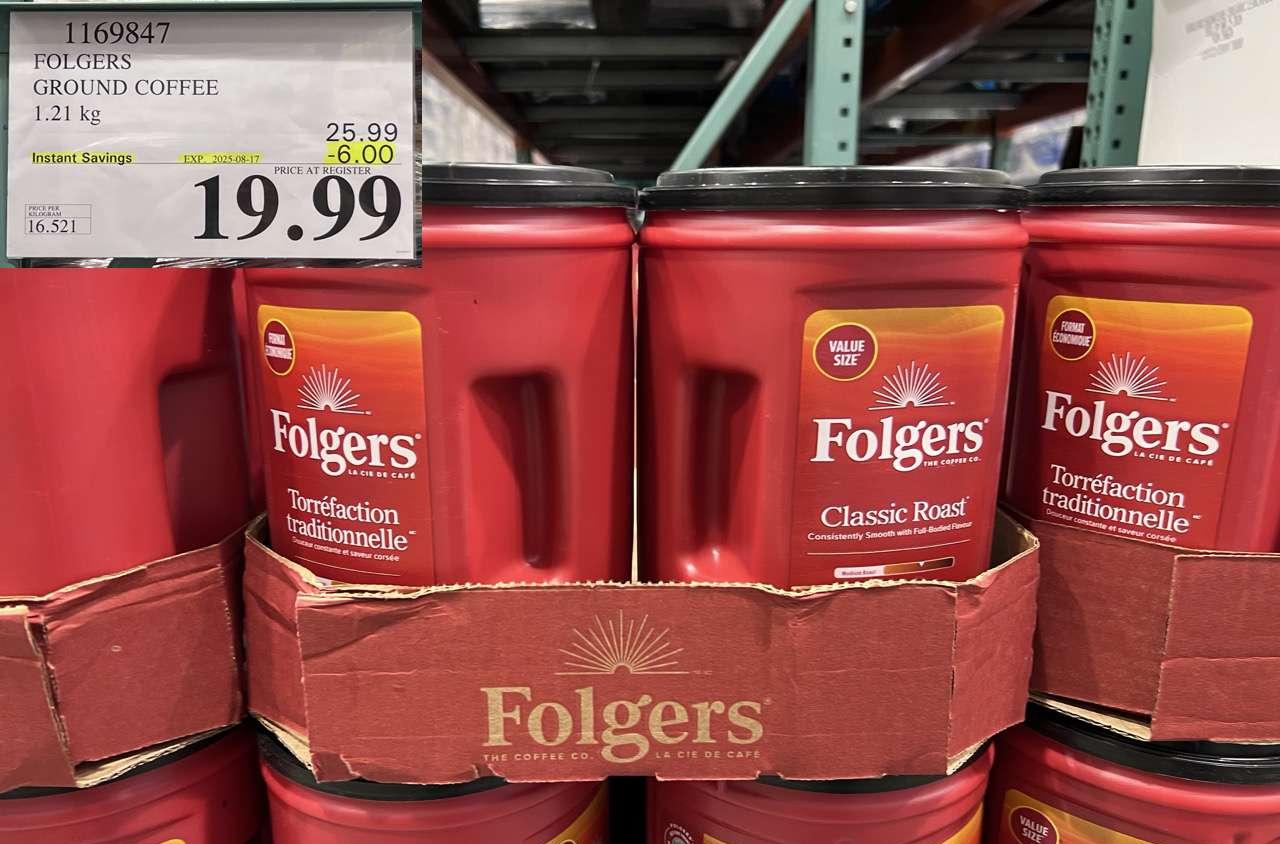 1169847
FOLGERS
GROUND COFFEE
1.21 kg
25.99
Instant Savings EXP. 2025-08-17 -6.00
PRICE AT REGISTER
19.99
PRICE PER
KILOGRAM
16.521
FORMAT
ÉCONOMIQUE
Folgers
LA CIE DE CAFÉ
Torréfaction
traditionnelle
Douceur constante et saveur corsée
VALUE
SIZE
Folgers
THE COFFEE CO.
Classic Roast
Consistently Smooth with Full-Bodied Flavour
Medium Roast
FORMAT
ÉCONOMIQUE
Folgers
LA CIE DE CAFÉ
Torréfaction
traditionnelle
Douceur constante et saveur corsée
Folgers
THE COFFEE CO. LA CIE DE CAFÉ
VALUE
SIZE